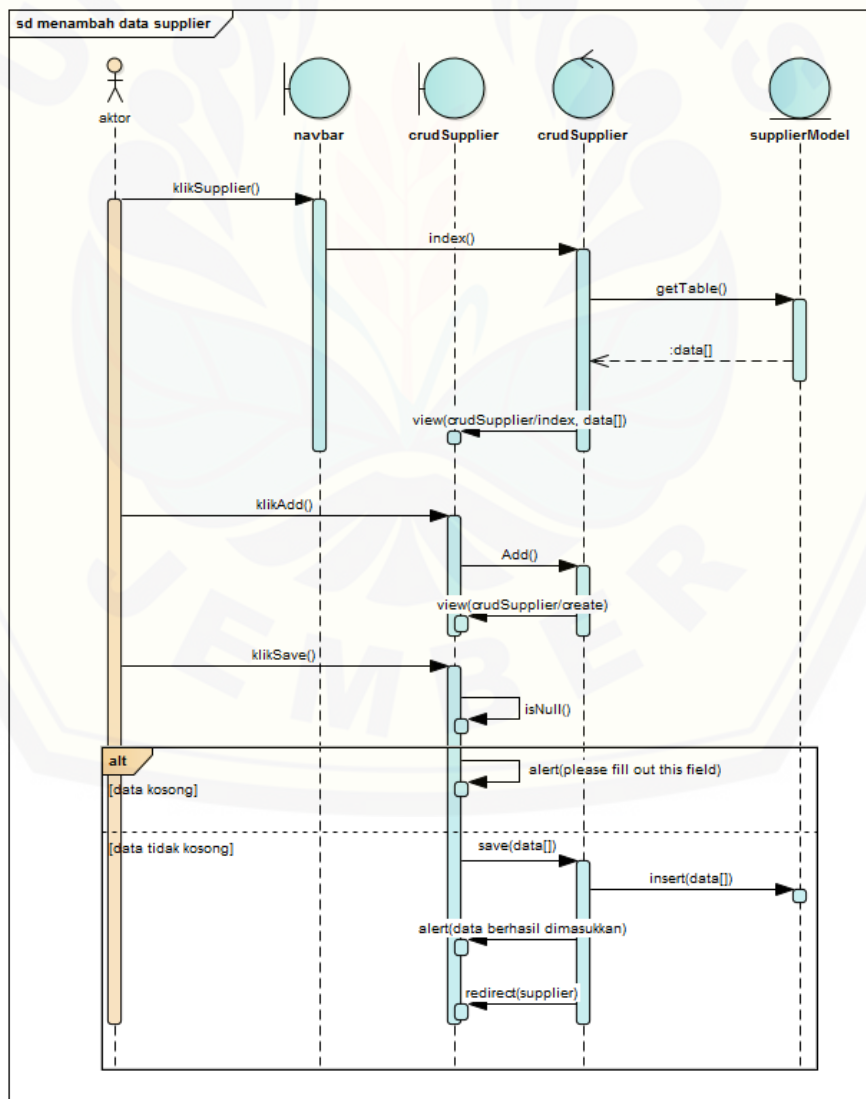 sd menambah data supplier
aktor
navbar
crudSupplier
crudSupplier
supplierModel
klikSupplier()
index()
getTable()
:data[]
view(crudSupplier/index, data[])
klikAdd()
Add()
view(crudSupplier/create)
klikSave()
isNull()
alt
alert(please fill out this field)
[data kosong]
[data tidak kosong]
save(data[])
insert(data[])
alert(data berhasil dimasukkan)
redirect(supplier)
JEMBER